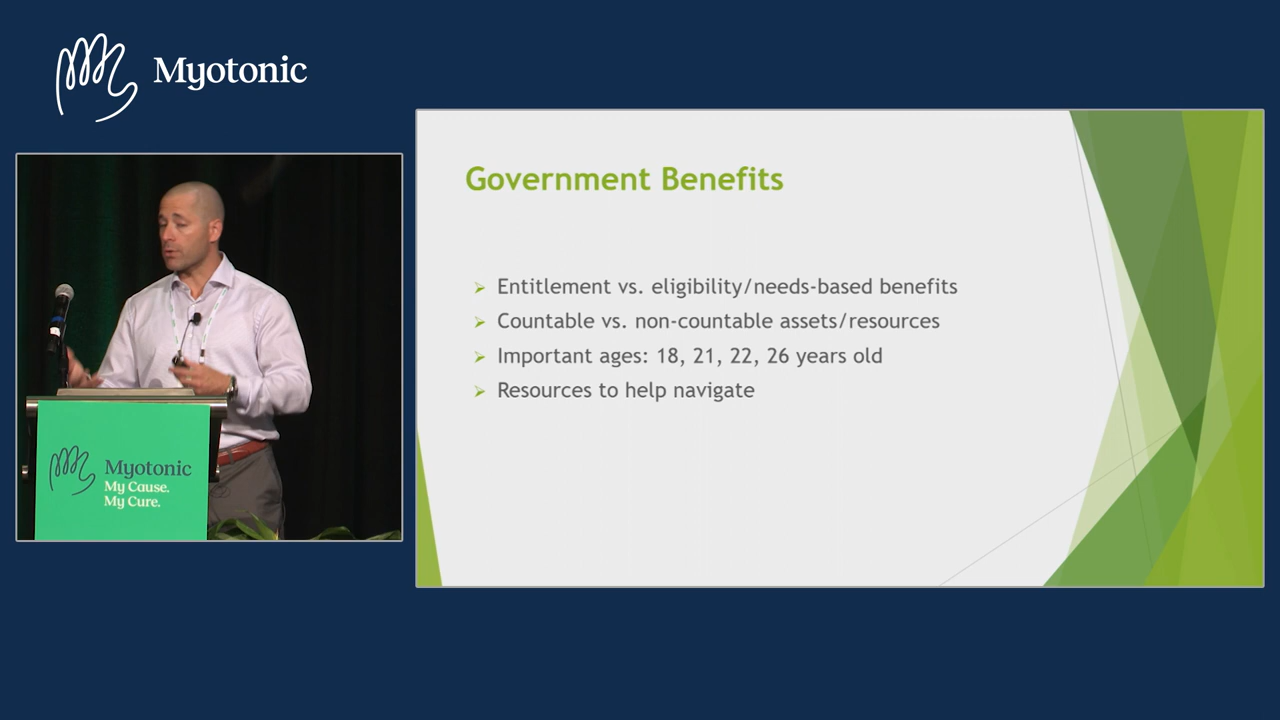 Myotonic
Government Benefits
Entitlement vs. eligibility/needs-based benefits
Countable vs. non-countable assets/resources
Important ages: 18, 21, 22, 26 years old
Resources to help navigate
Myotonic
My Cause.
My Cure.